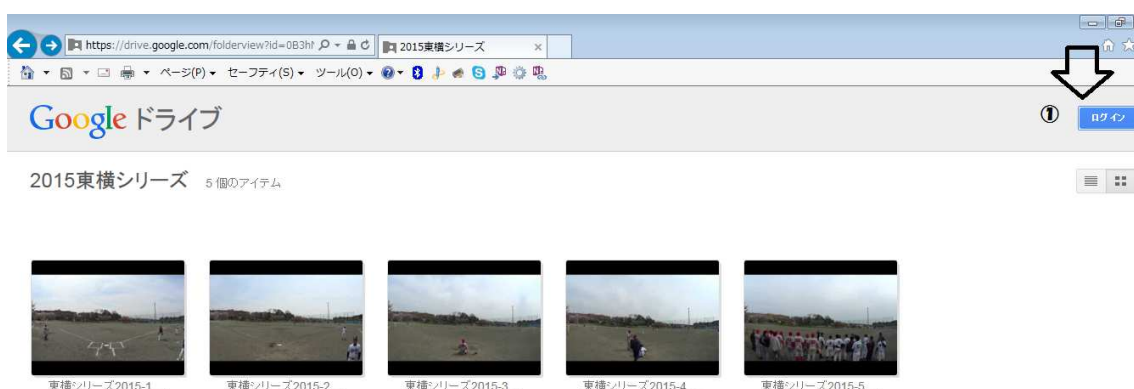 https://drive.google.com/folderview?id=0B3h
2015東横シリーズ
ページ(P) セーフティ(S) ツール(O)
Google ドライブ
① ログイン
2015東横シリーズ 5 個のアイテム
東横シリーズ2015-1 東横シリーズ2015-2 東横シリーズ2015-3 東横シリーズ2015-4 東横シリーズ2015-5